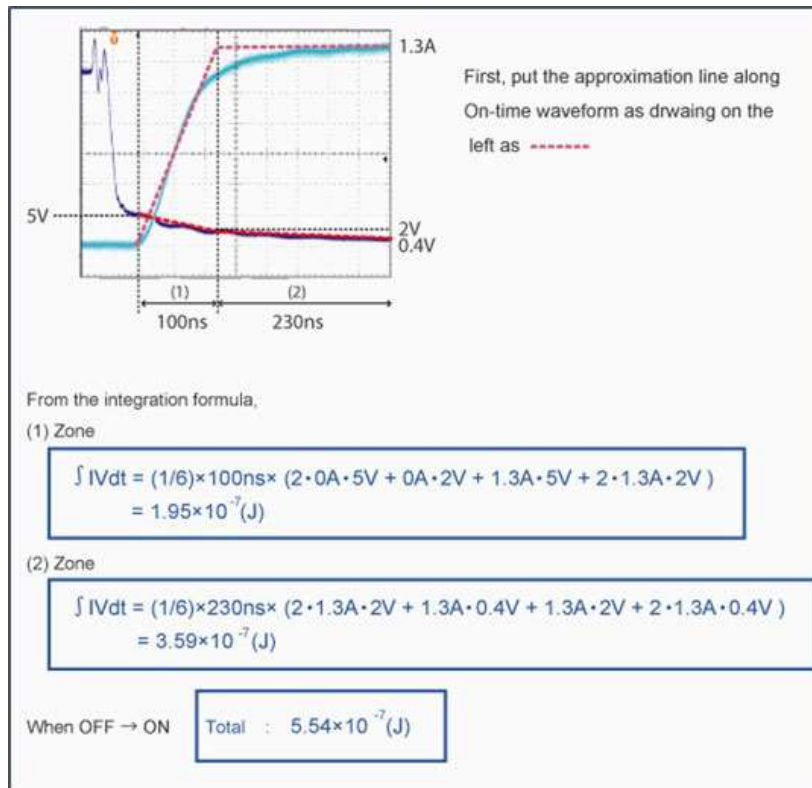 1.3A
First, put the approximation line along
On-time waveform as drwaing on the
left as
5V
2V
0.4V
(1) (2)
100ns 230ns
From the integration formula,
(1) Zone
∫ IVdt = (1/6)×100ns× (2•0A•5V + 0A•2V + 1.3A•5V + 2•1.3A•2V )
= 1.95×10⁻⁷(J)
(2) Zone
∫ IVdt = (1/6)×230ns× (2•1.3A•2V + 1.3A•0.4V + 1.3A•2V + 2•1.3A•0.4V )
= 3.59×10⁻⁷(J)
When OFF → ON Total : 5.54×10⁻⁷(J)